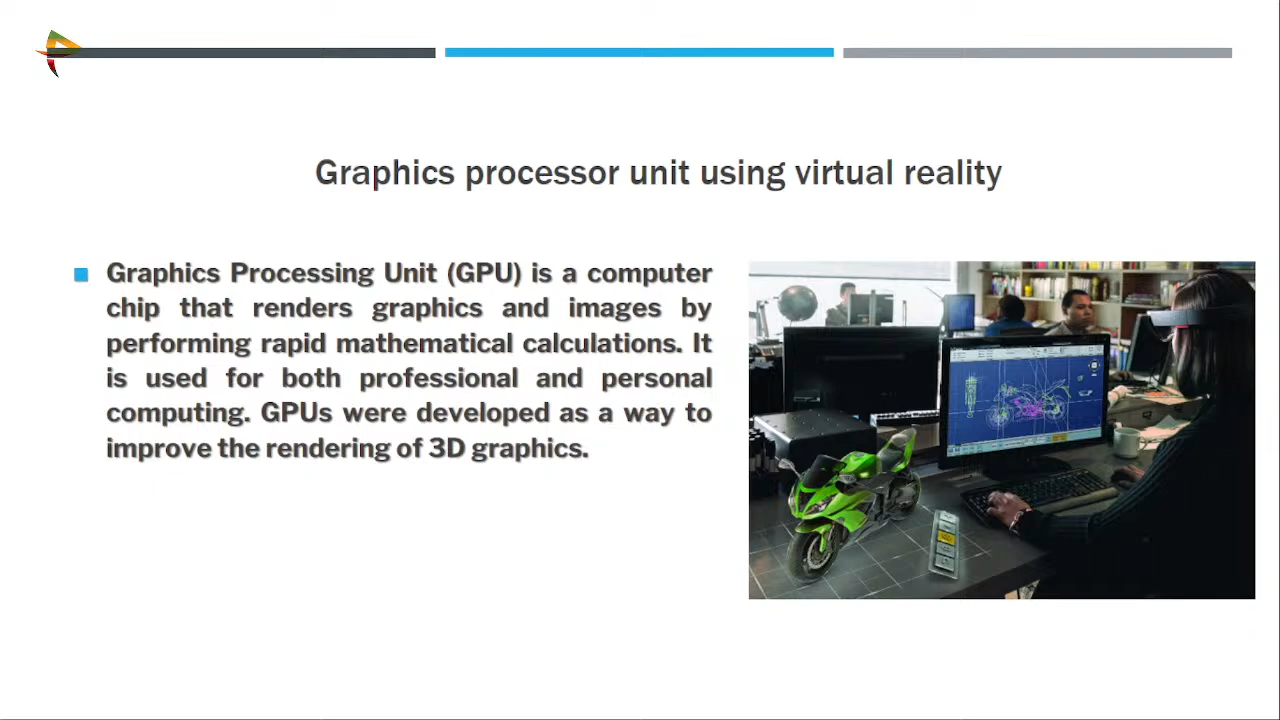 Graphics processor unit using virtual reality
Graphics Processing Unit (GPU) is a computer
chip that renders graphics and images by
performing rapid mathematical calculations. It
is used for both professional and personal
computing. GPUs were developed as a way to
improve the rendering of 3D graphics.